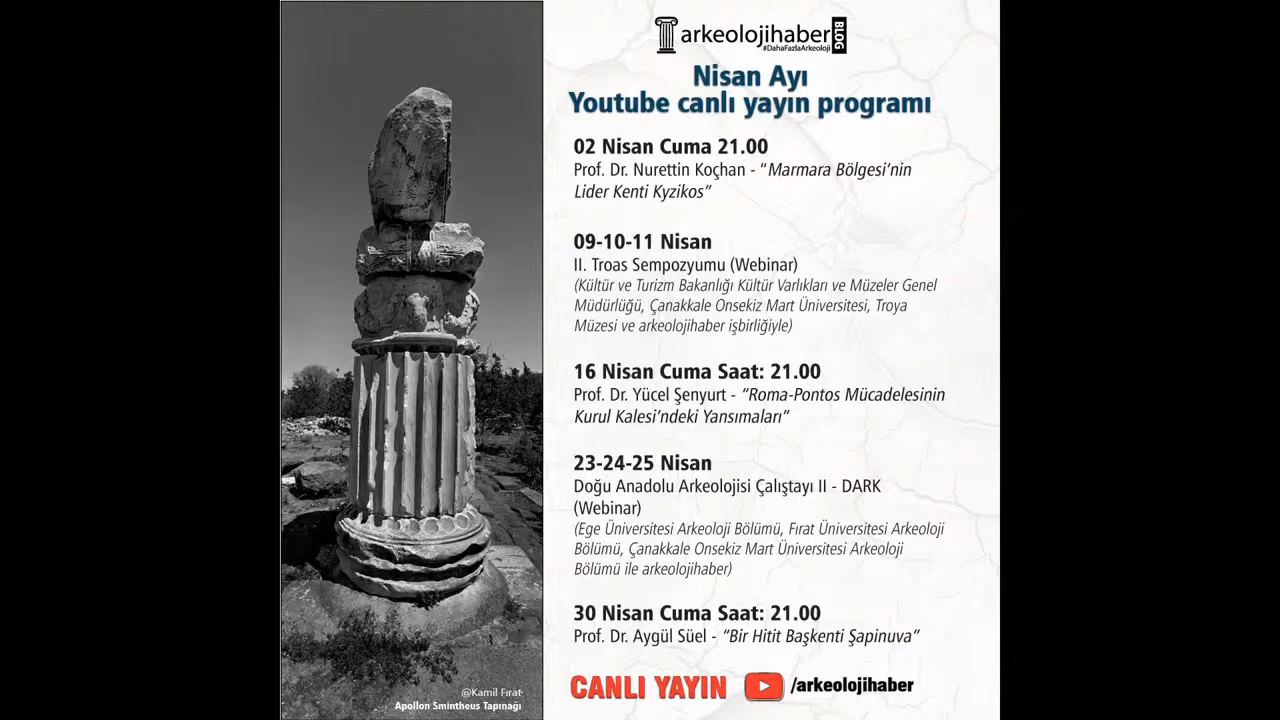 arkeolojihaber BLOG
#DahaFazlaArkeoloji
Nisan Ayı
Youtube canlı yayın programı
02 Nisan Cuma 21.00
Prof. Dr. Nurettin Koçhan - “Marmara Bölgesi’nin
Lider Kenti Kyzikos”
09-10-11 Nisan
II. Troas Sempozyumu (Webinar)
(Kültür ve Turizm Bakanlığı Kültür Varlıkları ve Müzeler Genel
Müdürlüğü, Çanakkale Onsekiz Mart Üniversitesi, Troya
Müzesi ve arkeolojihaber işbirliğiyle)
16 Nisan Cuma Saat: 21.00
Prof. Dr. Yücel Şenyurt - “Roma-Pontos Mücadelesinin
Kurul Kalesi’ndeki Yansımaları”
23-24-25 Nisan
Doğu Anadolu Arkeolojisi Çalıştayı II - DARK
(Webinar)
(Ege Üniversitesi Arkeoloji Bölümü, Fırat Üniversitesi Arkeoloji
Bölümü, Çanakkale Onsekiz Mart Üniversitesi Arkeoloji
Bölümü ile arkeolojihaber)
30 Nisan Cuma Saat: 21.00
Prof. Dr. Aygül Süel - “Bir Hitit Başkenti Şapinuva”
CANLI YAYIN /arkeolojihaber
@Kamil Fırat
Apollon Smintheus Tapınağı